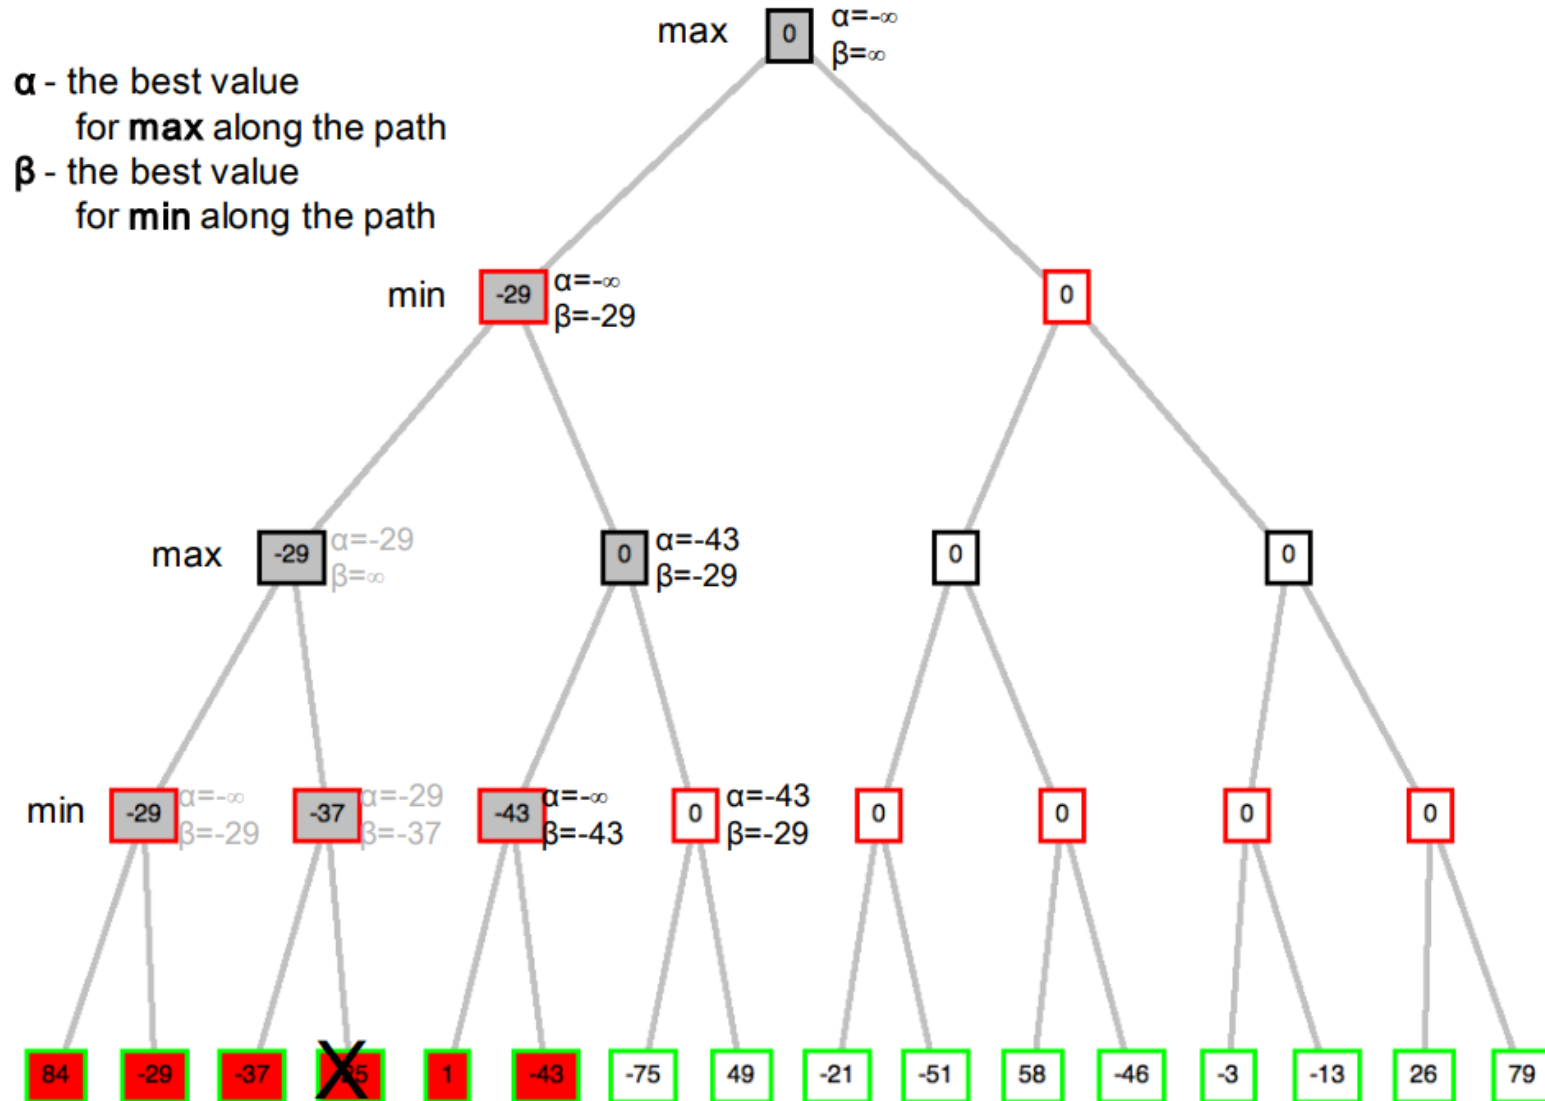 max 0 α=-∞
β=∞
α - the best value
for max along the path
β - the best value
for min along the path
min -29 α=-∞
β=-29
0
max -29 α=-29
β=∞
0 α=-43
β=-29
0
0
min -29 α=-∞
β=-29
-37 α=-29
β=-37
-43 α=-∞
β=-43
0 α=-43
β=-29
0
0
0
0
84 -29 -37 X 1 -43 -75 49 -21 -51 58 -46 -3 -13 26 79